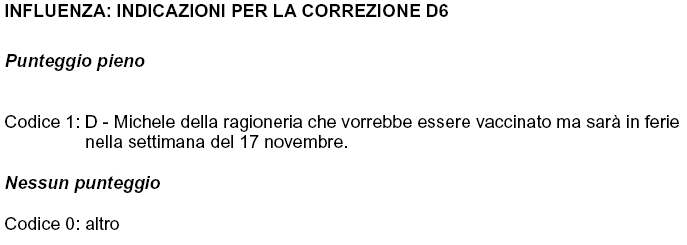 INFLUENZA: INDICAZIONI PER LA CORREZIONE D6
Punteggio pieno
Codice 1: D - Michele della ragioneria che vorrebbe essere vaccinato ma sarà in ferie
nella settimana del 17 novembre.
Nessun punteggio
Codice 0: altro